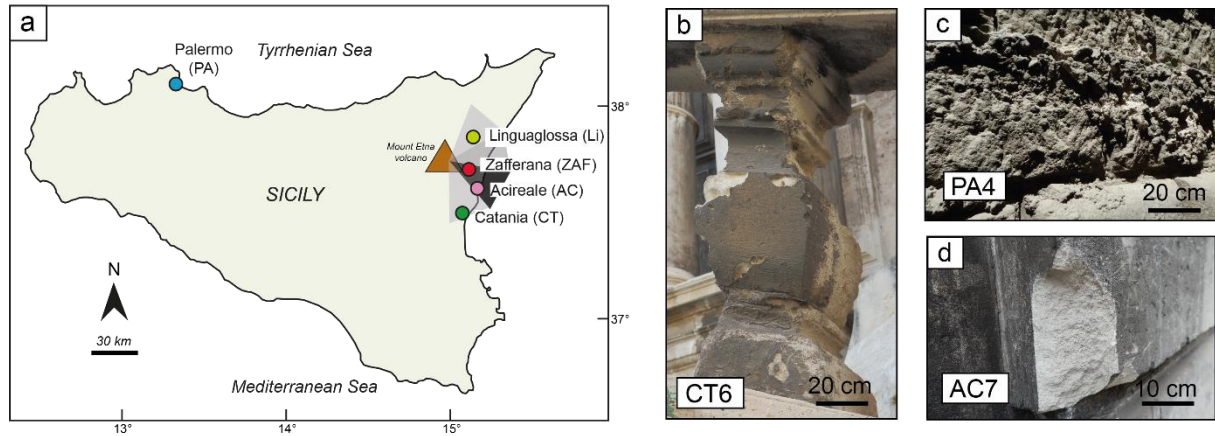 a
Palermo
(PA)
Tyrrhenian Sea
38°
Linguaglossa (Li)
Mount Etna
volcano
Zafferana (ZAF)
SICILY
Acireale (AC)
Catania (CT)
N
30 km
37°
Mediterranean Sea
13°
14°
15°
b
CT6
20 cm
c
PA4
20 cm
d
AC7
10 cm